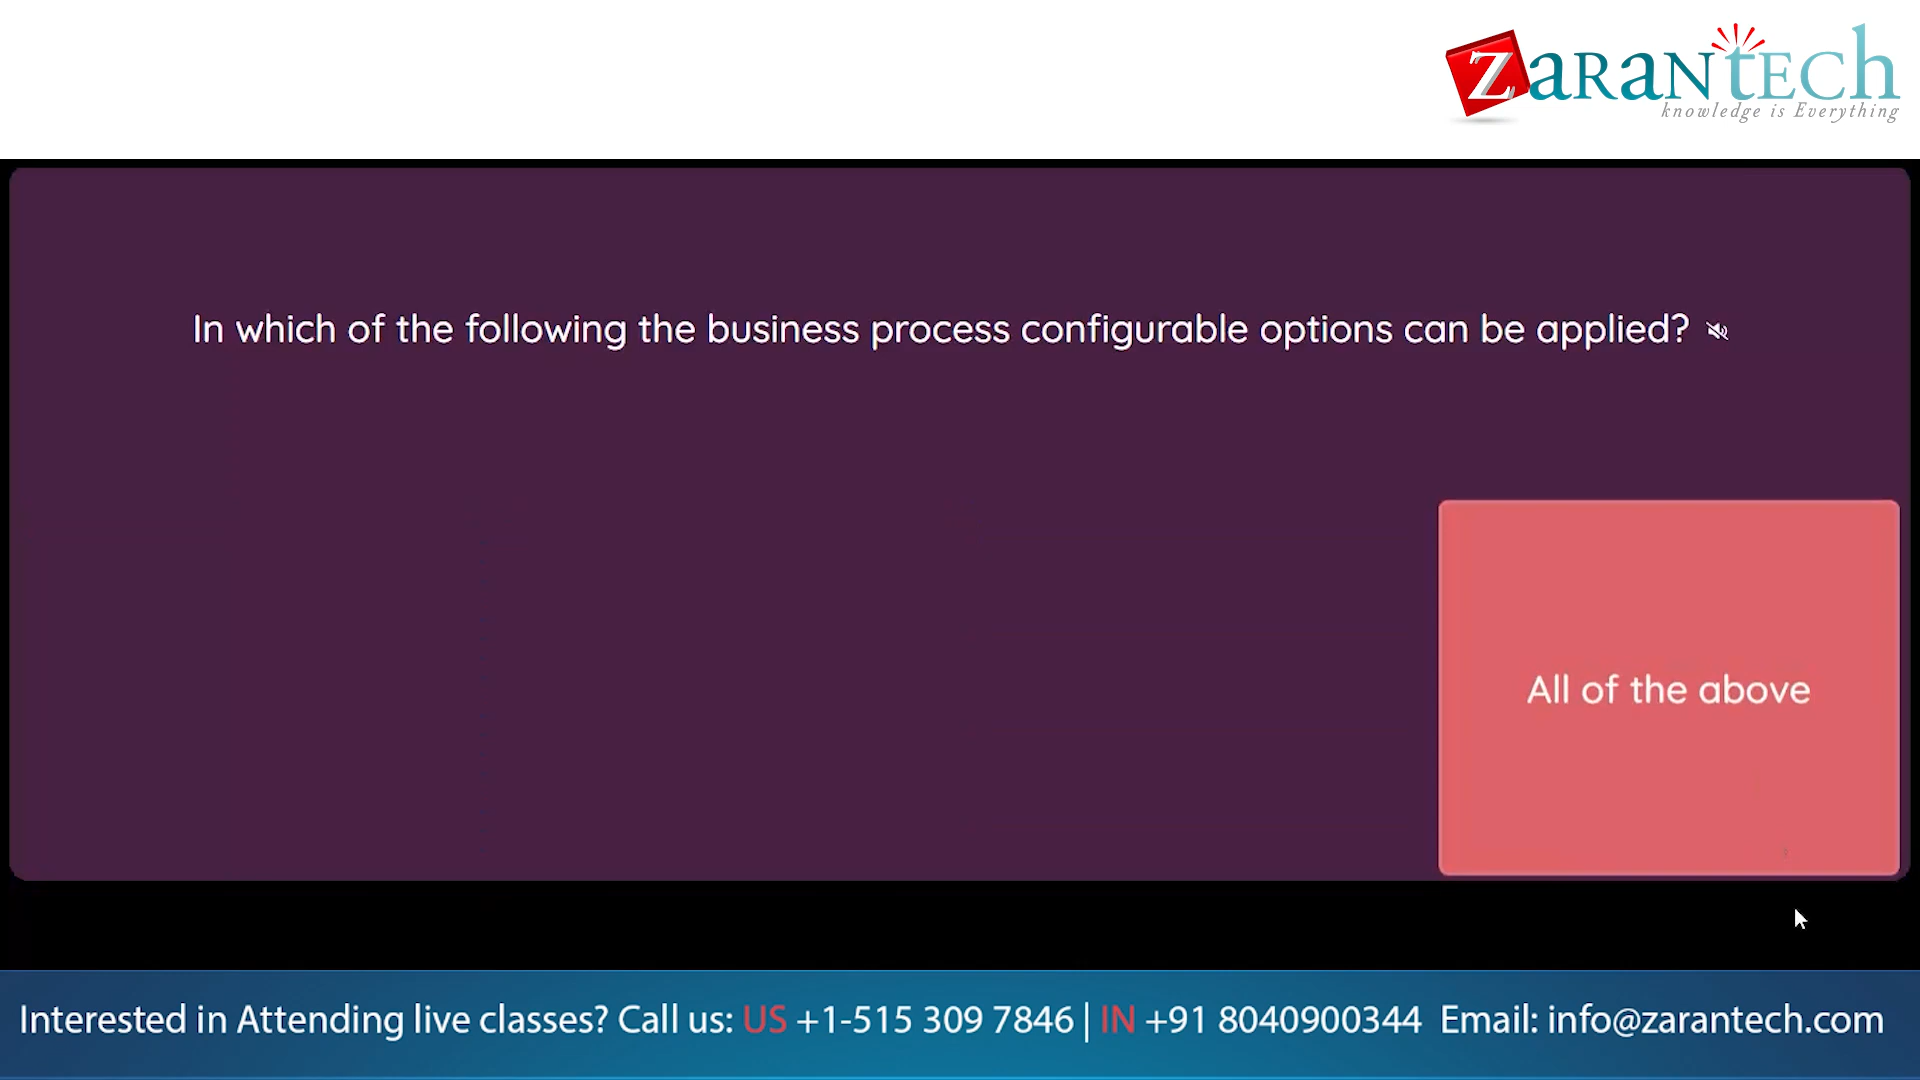 ZaranTech
knowledge is Everything
In which of the following the business process configurable options can be applied?
All of the above
Interested in Attending live classes? Call us: US +1-515 309 7846 | IN +91 8040900344 Email: info@zarantech.com